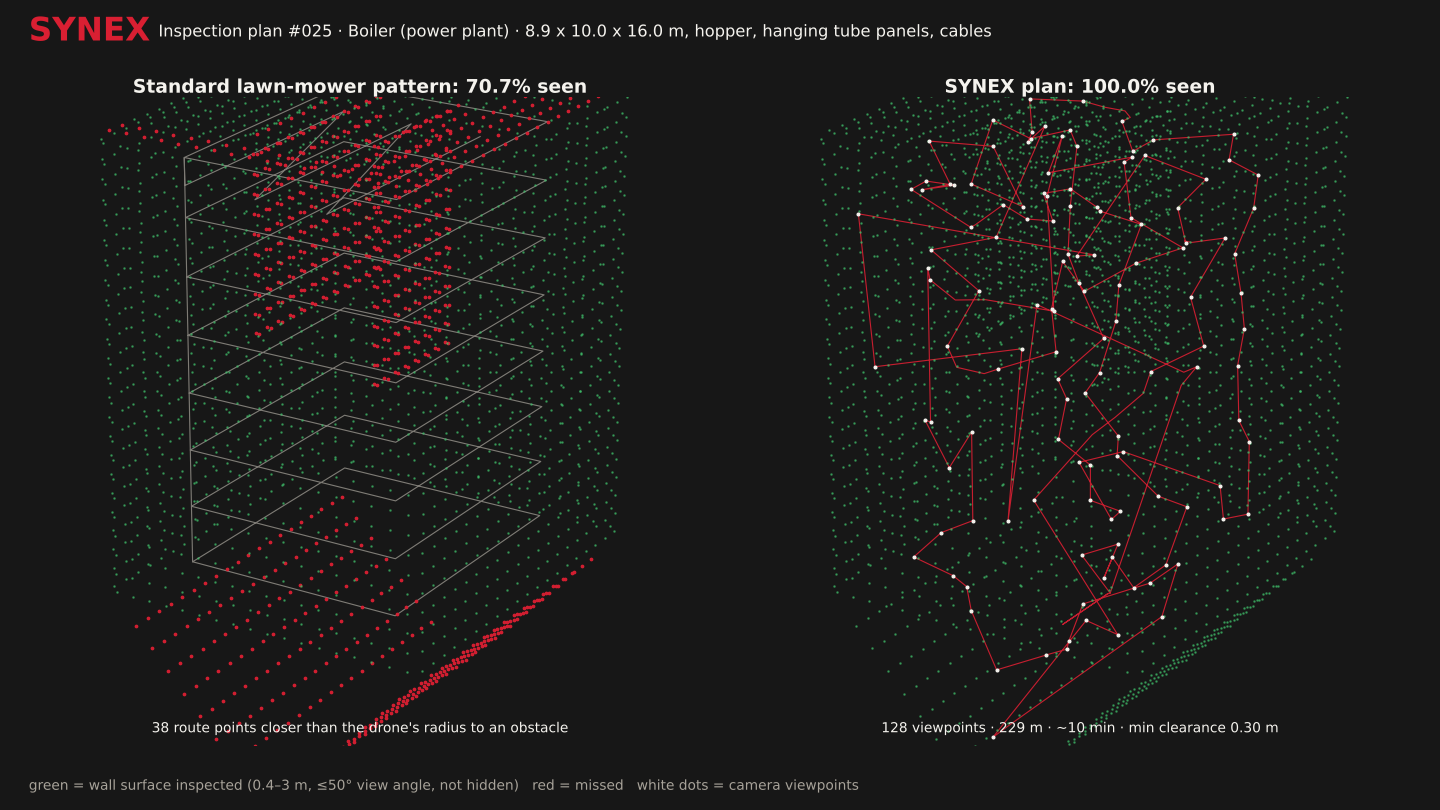 SYNEX Inspection plan #025 · Boiler (power plant) · 8.9 x 10.0 x 16.0 m, hopper, hanging tube panels, cables
Standard lawn-mower pattern: 70.7% seen
SYNEX plan: 100.0% seen
38 route points closer than the drone's radius to an obstacle
128 viewpoints · 229 m · ~10 min · min clearance 0.30 m
green = wall surface inspected (0.4–3 m, ≤50° view angle, not hidden)   red = missed   white dots = camera viewpoints